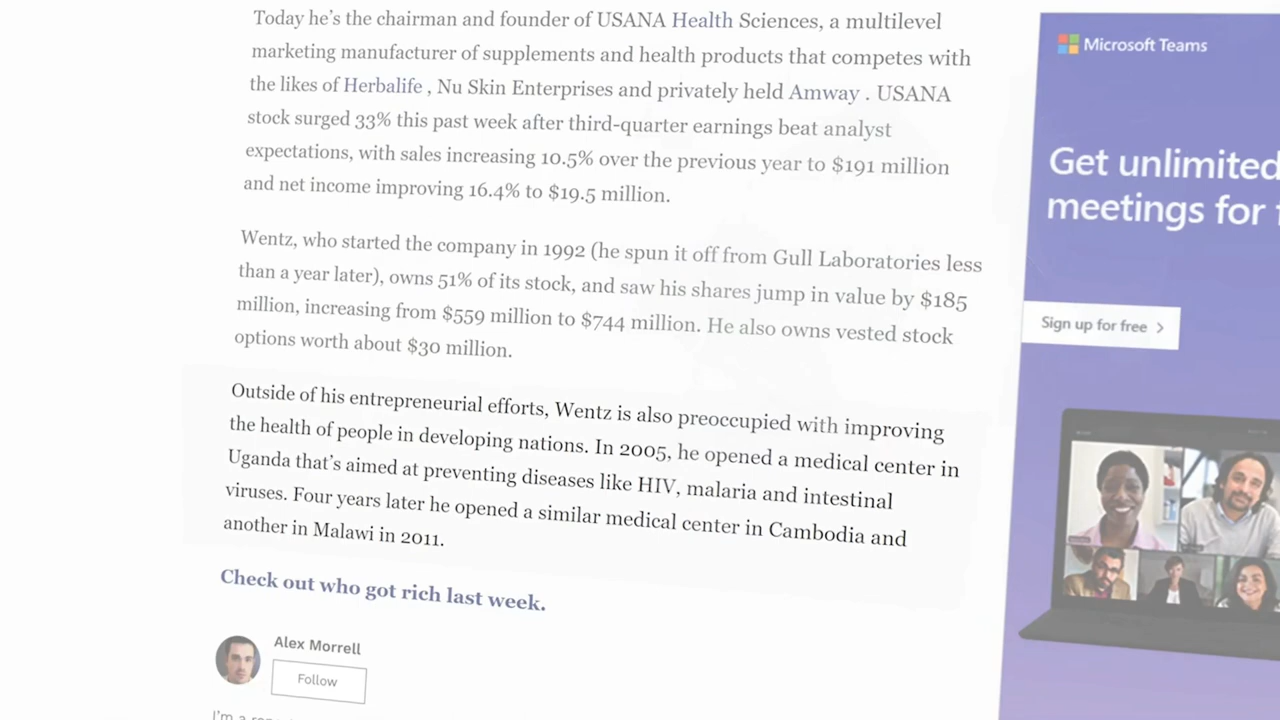 Today he's the chairman and founder of USANA Health Sciences, a multilevel
marketing manufacturer of supplements and health products that competes with
the likes of Herbalife , Nu Skin Enterprises and privately held Amway . USANA
stock surged 33% this past week after third-quarter earnings beat analyst
expectations, with sales increasing 10.5% over the previous year to $191 million
and net income improving 16.4% to $19.5 million.
Wentz, who started the company in 1992 (he spun it off from Gull Laboratories less
than a year later), owns 51% of its stock, and saw his shares jump in value by $185
million, increasing from $559 million to $744 million. He also owns vested stock
options worth about $30 million.
Outside of his entrepreneurial efforts, Wentz is also preoccupied with improving
the health of people in developing nations. In 2005, he opened a medical center in
Uganda that's aimed at preventing diseases like HIV, malaria and intestinal
viruses. Four years later he opened a similar medical center in Cambodia and
another in Malawi in 2011.
Check out who got rich last week.
Alex Morrell
Follow
I'm a
Microsoft Teams
Get unlimited
meetings for
Sign up for free >